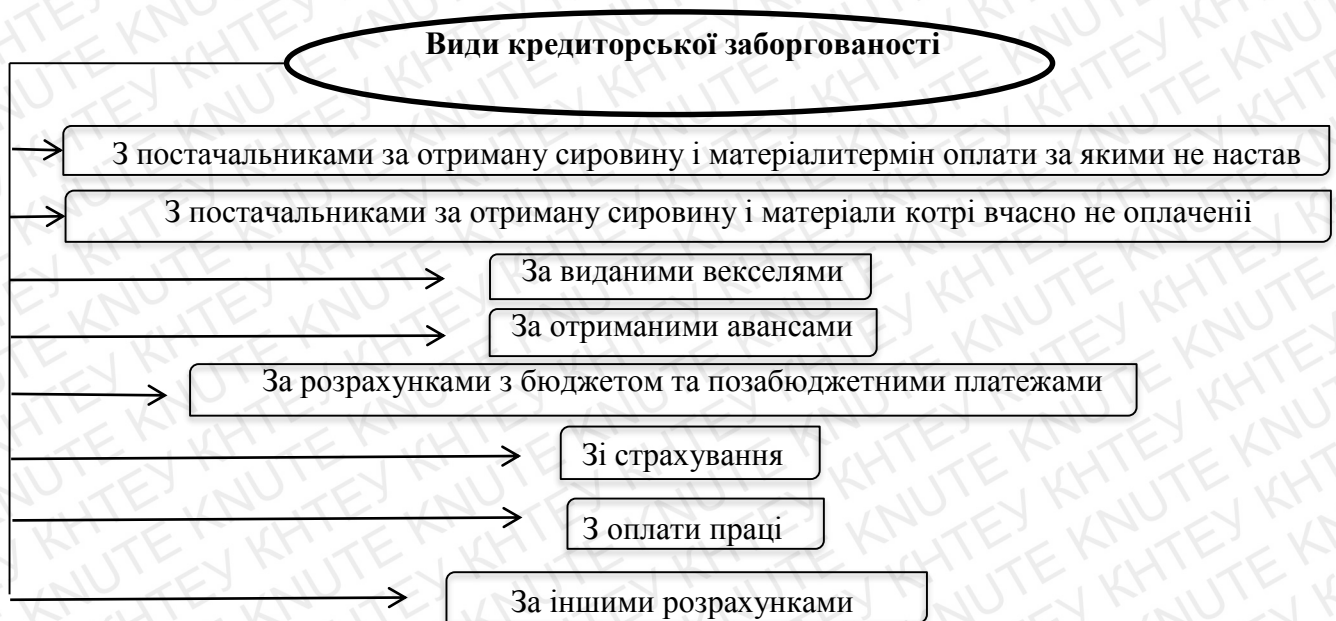 Види кредиторської заборгованості
З постачальниками за отриману сировину і матеріалитермін оплати за якими не настав
З постачальниками за отриману сировину і матеріали котрі вчасно не оплаченіі
За виданими векселями
За отриманими авансами
За розрахунками з бюджетом та позабюджетними платежами
Зі страхування
З оплати праці
За іншими розрахунками